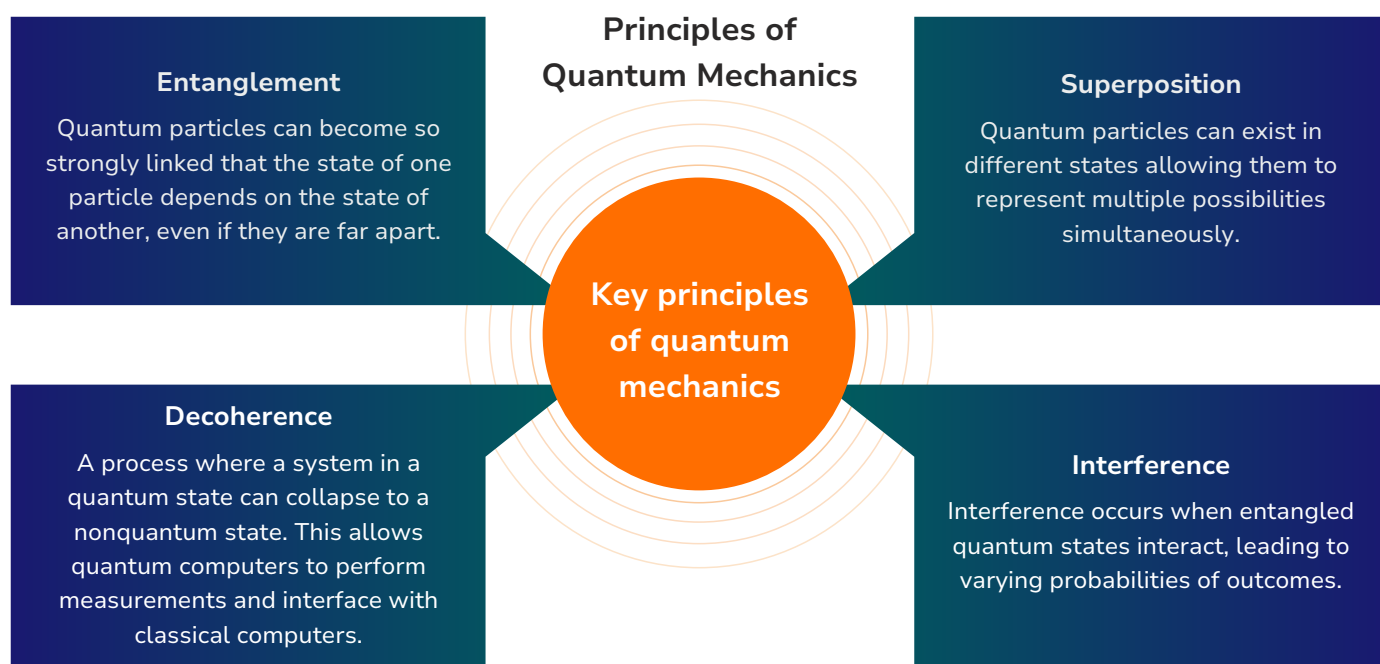 Principles of
Quantum Mechanics
Entanglement
Quantum particles can become so
strongly linked that the state of one
particle depends on the state of
another, even if they are far apart.
Superposition
Quantum particles can exist in
different states allowing them to
represent multiple possibilities
simultaneously.
Key principles
of quantum
mechanics
Decoherence
A process where a system in a
quantum state can collapse to a
nonquantum state. This allows
quantum computers to perform
measurements and interface with
classical computers.
Interference
Interference occurs when entangled
quantum states interact, leading to
varying probabilities of outcomes.